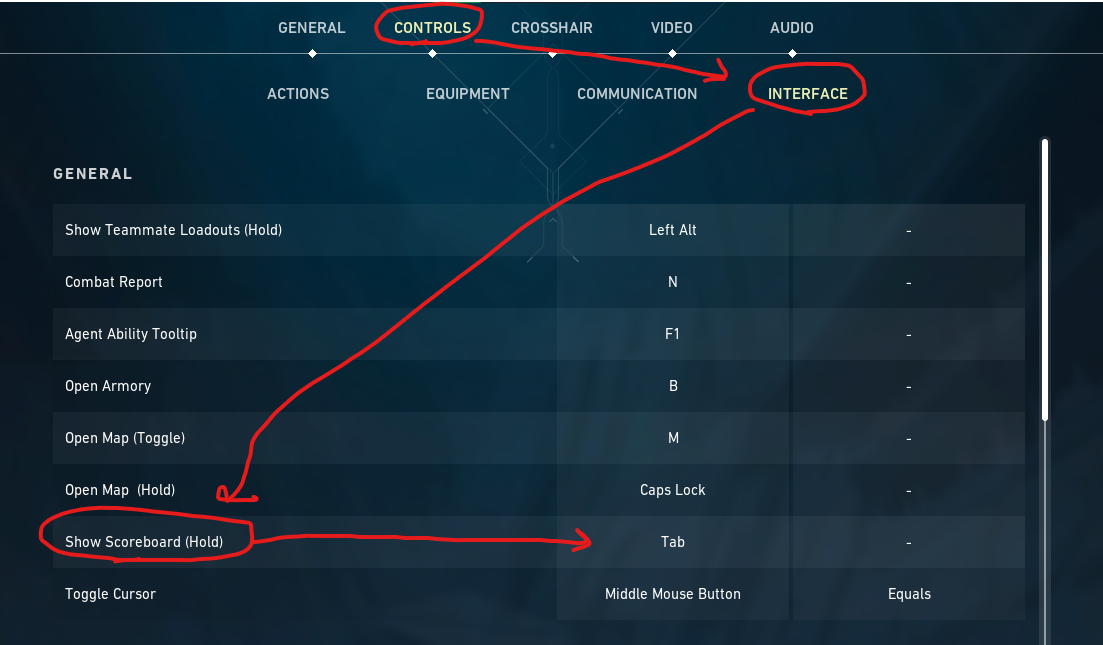 GENERAL CONTROLS CROSSHAIR VIDEO AUDIO
ACTIONS EQUIPMENT COMMUNICATION INTERFACE
GENERAL
Show Teammate Loadouts (Hold) Left Alt -
Combat Report N -
Agent Ability Tooltip F1 -
Open Armory B -
Open Map (Toggle) M -
Open Map (Hold) Caps Lock -
Show Scoreboard (Hold) Tab -
Toggle Cursor Middle Mouse Button Equals